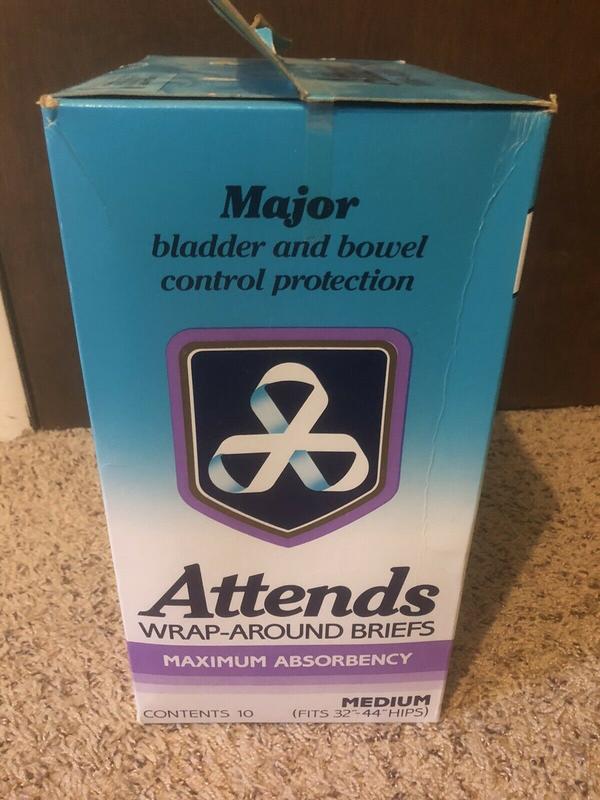 Major
bladder and bowel
control protection
Attends
WRAP-AROUND BRIEFS
MAXIMUM ABSORBENCY
MEDIUM
CONTENTS 10 (FITS 32"-44" HIPS)